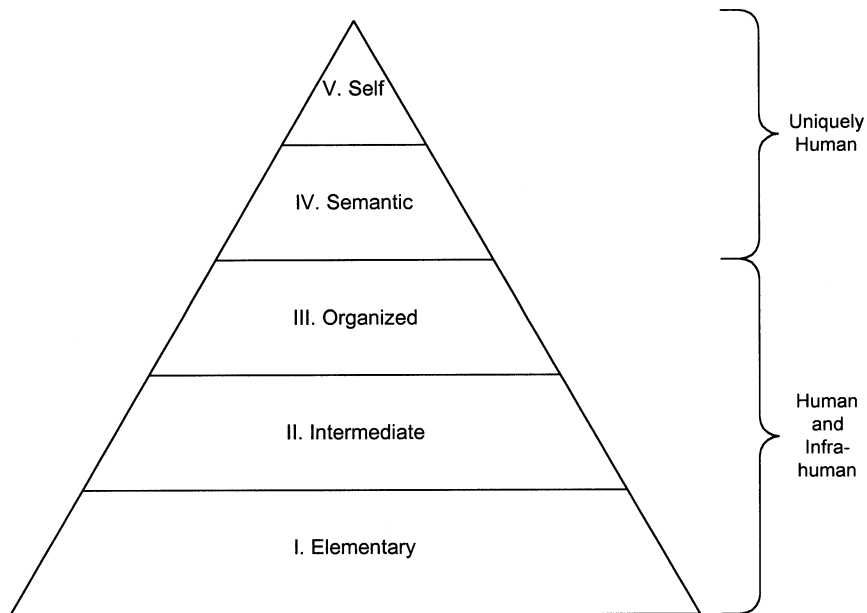 V. Self
Uniquely
Human
IV. Semantic
III. Organized
Human
and
Infra-
human
II. Intermediate
I. Elementary